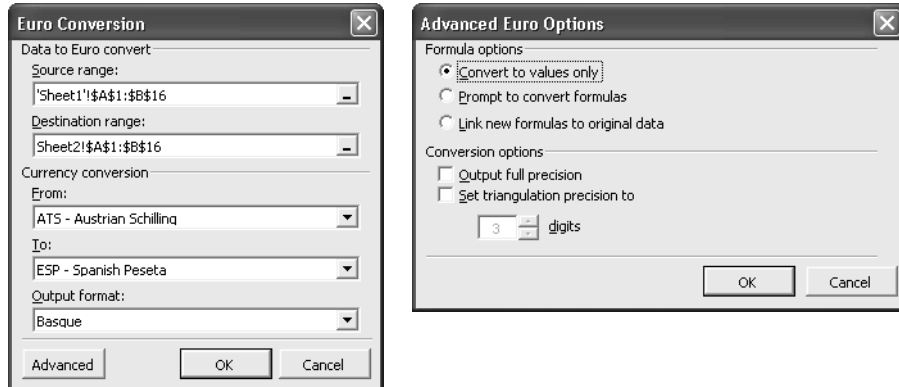 Euro Conversion
Data to Euro convert
Source range:
'Sheet1'!$A$1:$B$16
Destination range:
Sheet2!$A$1:$B$16
Currency conversion
From:
ATS - Austrian Schilling
To:
ESP - Spanish Peseta
Output format:
Basque
Advanced
OK
Cancel
Advanced Euro Options
Formula options
Convert to values only
Prompt to convert formulas
Link new formulas to original data
Conversion options
Output full precision
Set triangulation precision to
3 digits
OK
Cancel